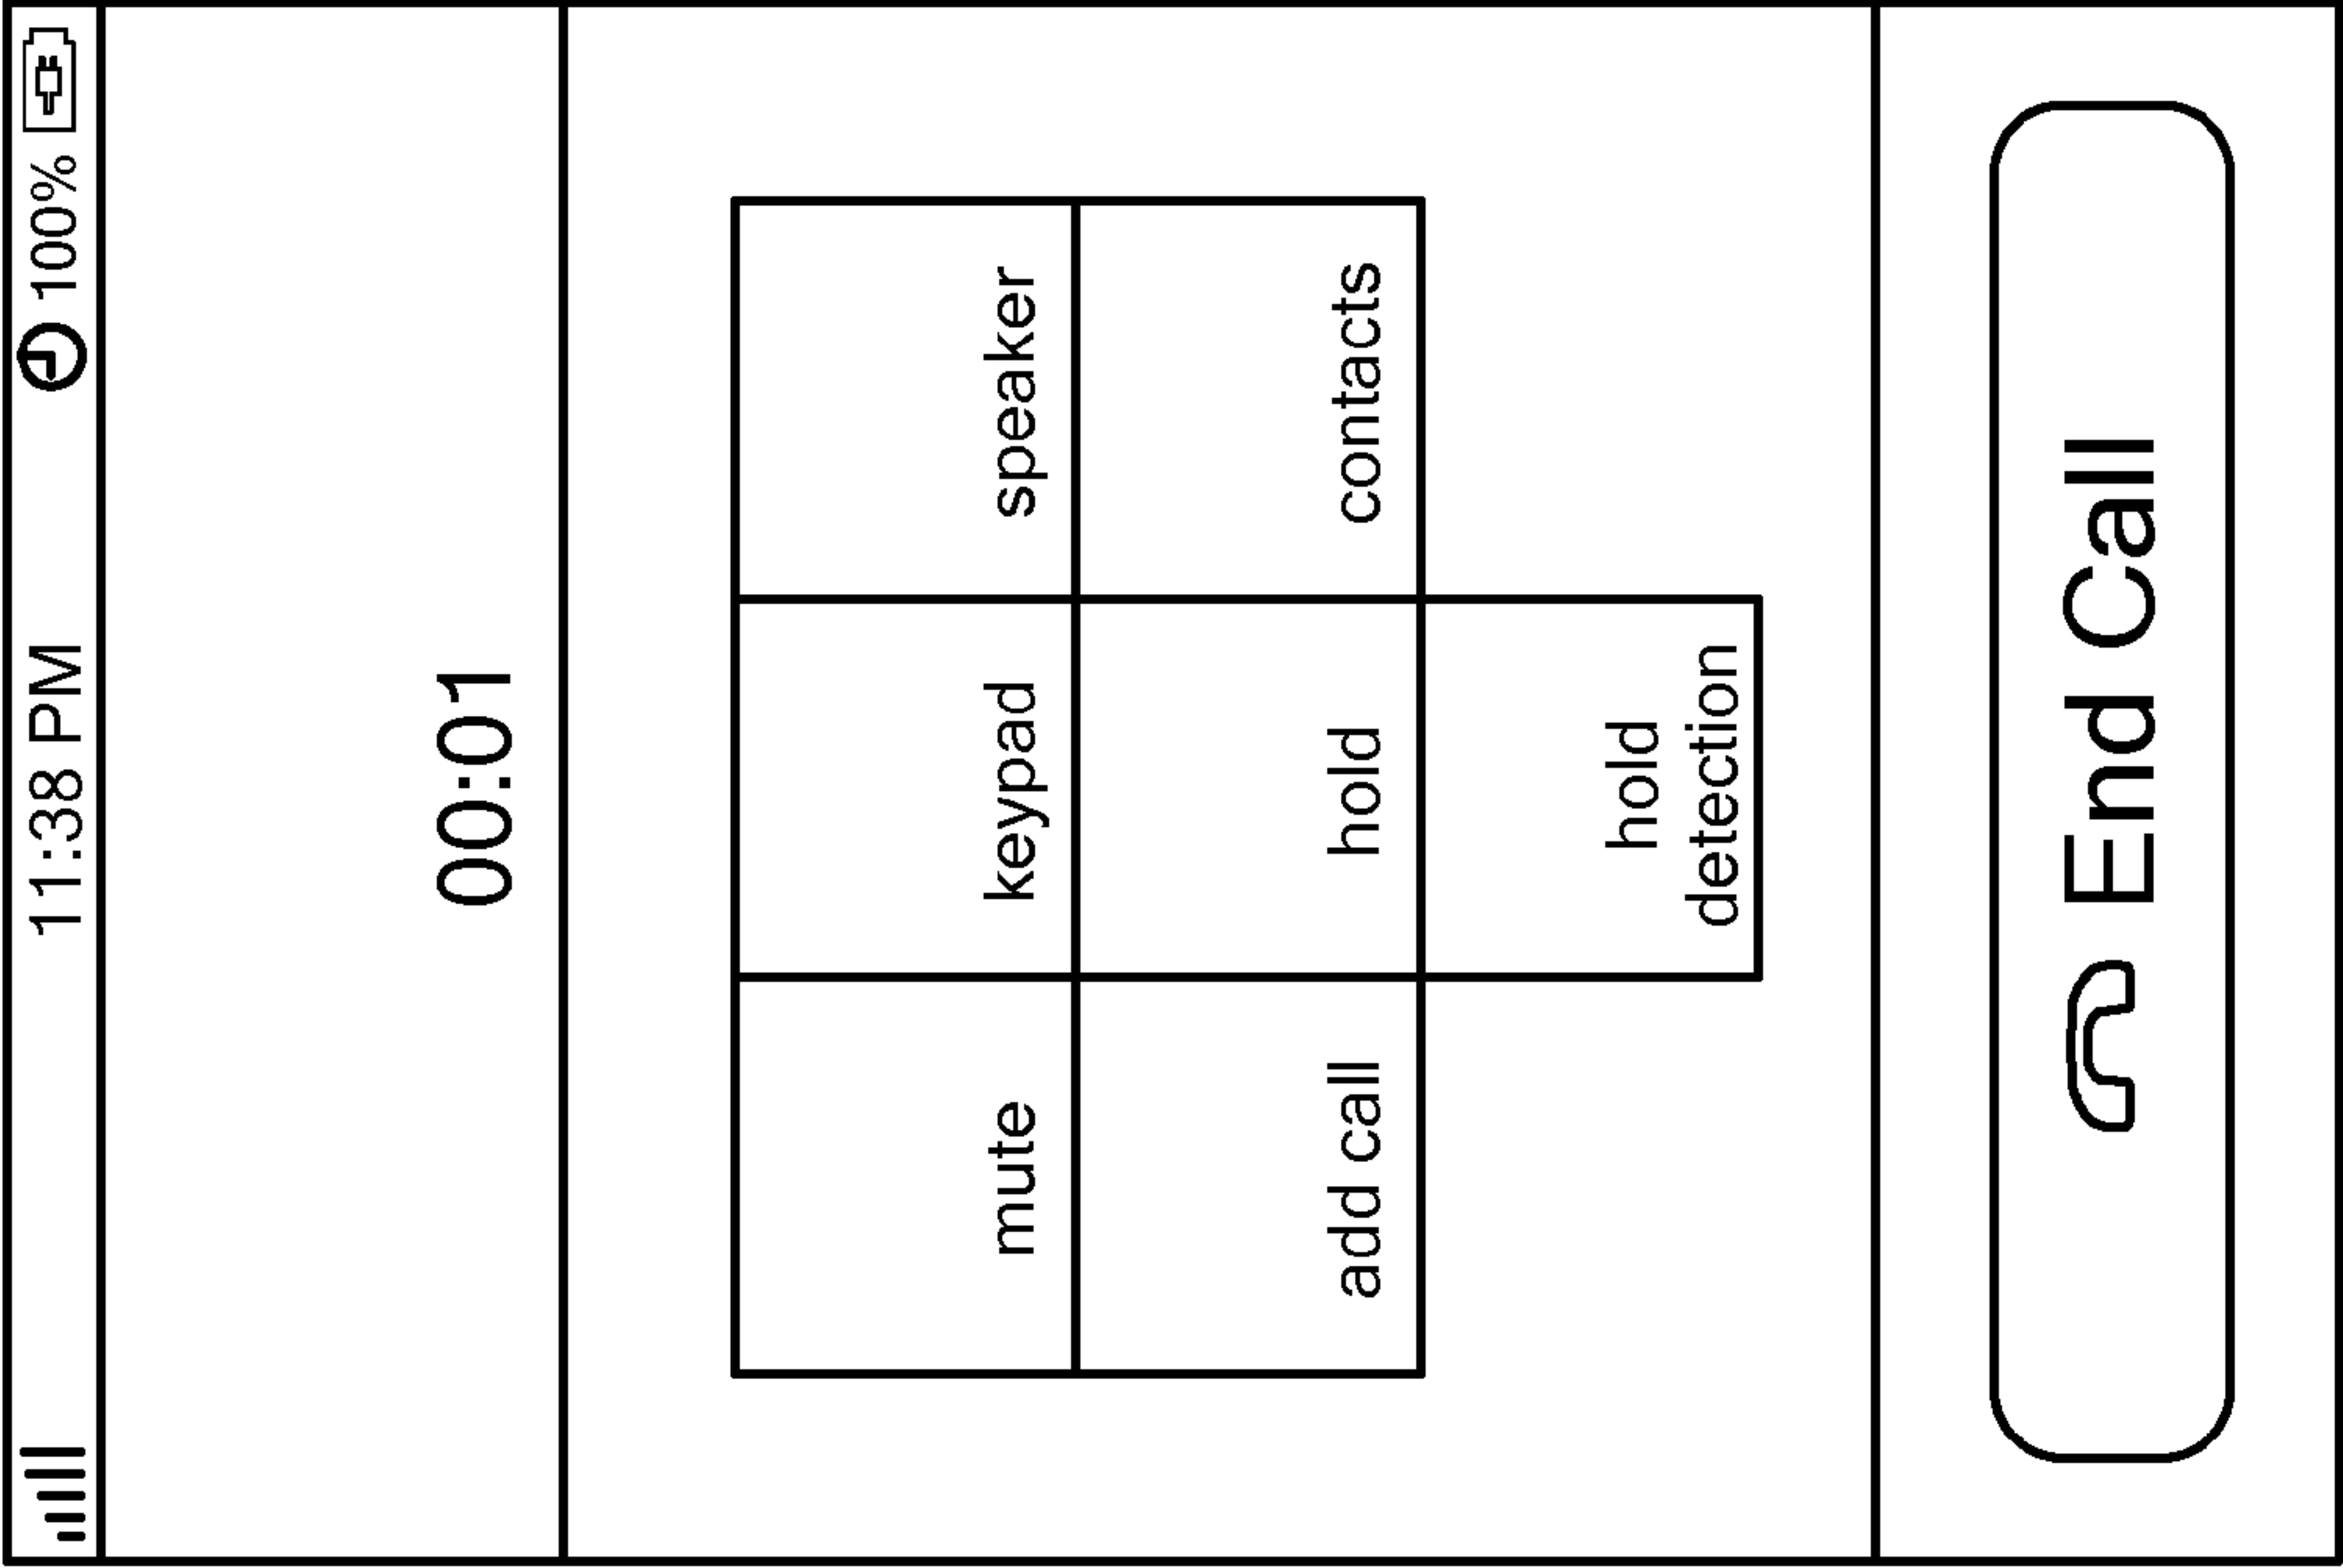 11:38 PM 100%
00:01
mute keypad speaker
add call hold contacts
hold
detection
End Call